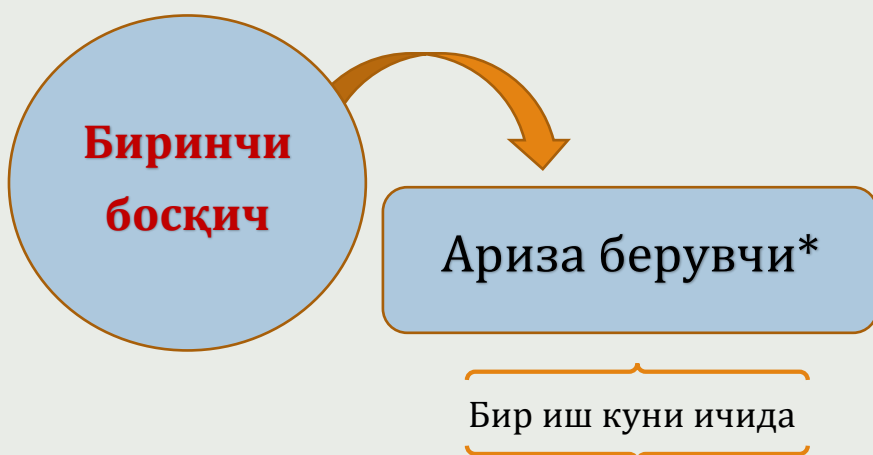 Биринчи
босқич
Ариза берувчи*
Бир иш куни ичида